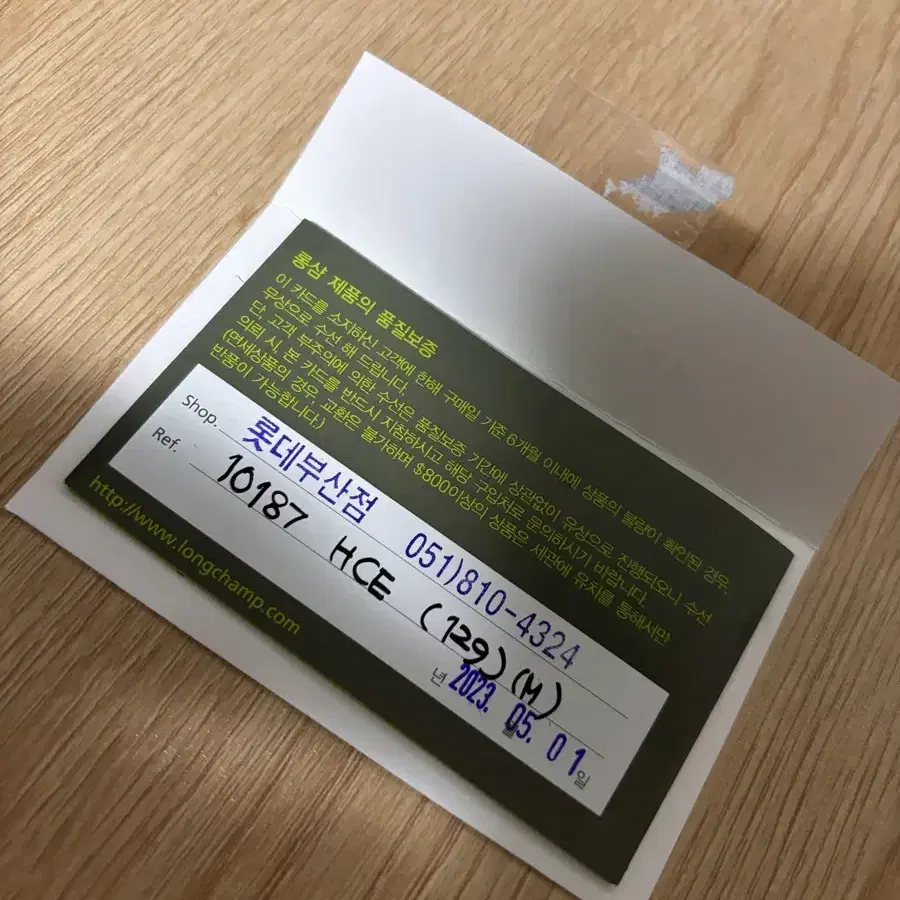 롱샴 제품의 품질보증
이 카드를 소지하신 고객에 한해 구매일 기준 6개월 이내에 상품의 불량이 확인된 경우,
무상으로 수선 해 드립니다.
단, 고객 부주의에 의한 수선은 품질보증 기간에 상관없이 유상으로 진행되오니 수선
의뢰 시, 본 카드를 반드시 지참하시고 해당 구입처로 문의하시기 바랍니다.
(면세상품의 경우, 교환은 불가하며 $800이상의 상품은 세관에 유치를 통해서만
반품이 가능합니다.)
Shop. 롯데부산점 051)810-4324
Ref. 10187 HCE (129) (M)
2023. 05. 01
년 월 일
http://www.longchamp.com